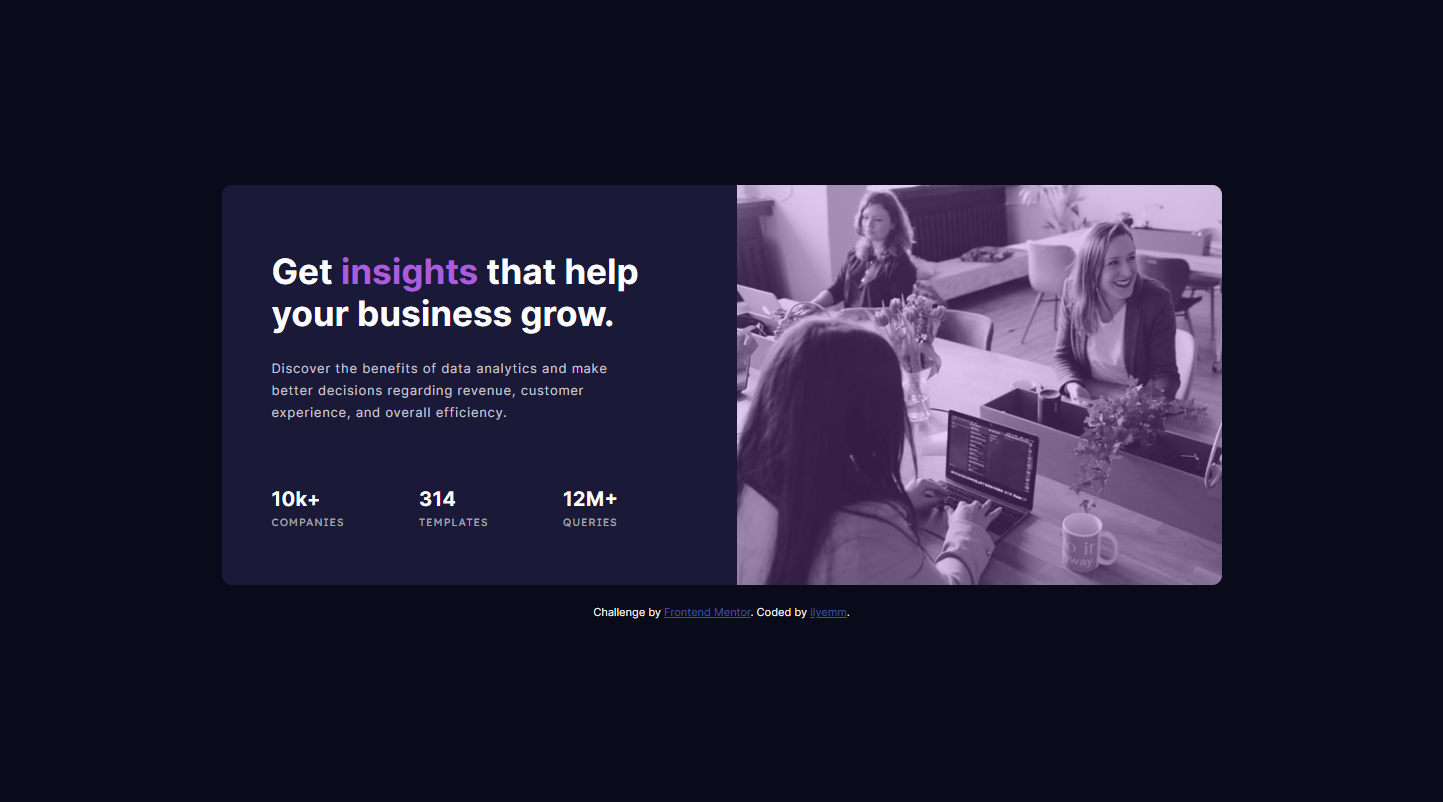 Get insights that help
your business grow.
Discover the benefits of data analytics and make
better decisions regarding revenue, customer
experience, and overall efficiency.
10k+ 314 12M+
COMPANIES TEMPLATES QUERIES
Challenge by Frontend Mentor. Coded by ilyemm.